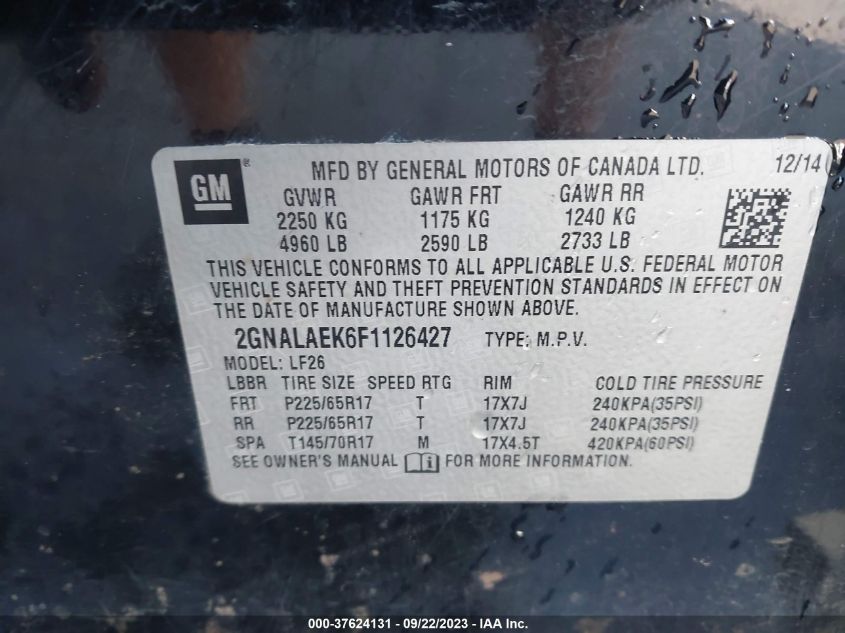 GM ® MFD BY GENERAL MOTORS OF CANADA LTD. 12/14
GVWR GAWR FRT GAWR RR
2250 KG 1175 KG 1240 KG
4960 LB 2590 LB 2733 LB
THIS VEHICLE CONFORMS TO ALL APPLICABLE U.S. FEDERAL MOTOR
VEHICLE SAFETY AND THEFT PREVENTION STANDARDS IN EFFECT ON
THE DATE OF MANUFACTURE SHOWN ABOVE.
2GNALAEK6F1126427 TYPE: M.P.V.
MODEL: LF26
LBBR TIRE SIZE SPEED RTG RIM COLD TIRE PRESSURE
FRT P225/65R17 T 17X7J 240KPA(35PSI)
RR P225/65R17 T 17X7J 240KPA(35PSI)
SPA T145/70R17 M 17X4.5T 420KPA(60PSI)
SEE OWNER'S MANUAL i FOR MORE INFORMATION.
000-37624131 - 09/22/2023 - IAA Inc.